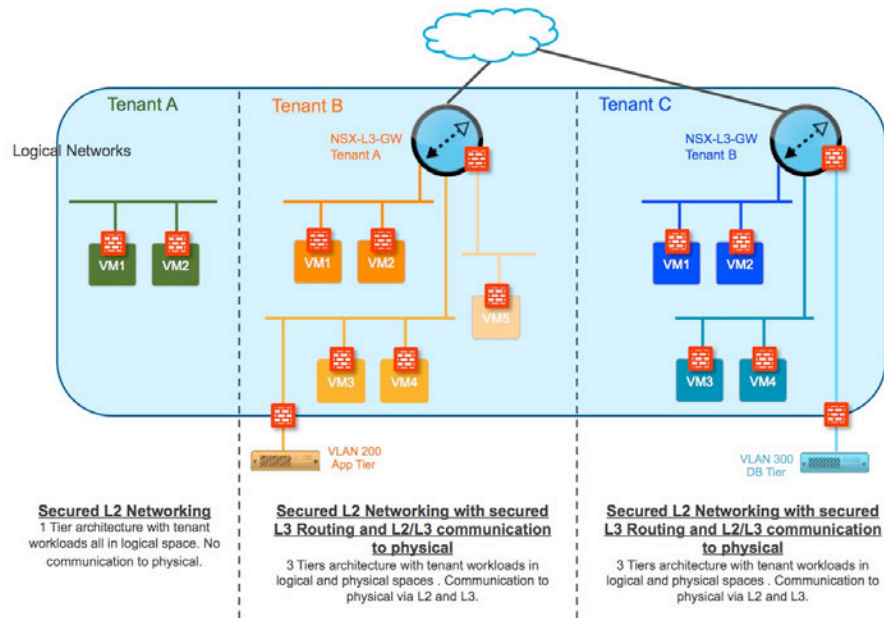 Tenant A
Tenant B
Tenant C
Logical Networks
NSX-L3-GW
Tenant A
NSX-L3-GW
Tenant B
VM1
VM2
VM1
VM2
VM5
VM3
VM4
VM1
VM2
VM3
VM4
VLAN 200
App Tier
VLAN 300
DB Tier
Secured L2 Networking
1 Tier architecture with tenant
workloads all in logical space. No
communication to physical.
Secured L2 Networking with secured
L3 Routing and L2/L3 communication
to physical
3 Tiers architecture with tenant workloads in
logical and physical spaces . Communication to
physical via L2 and L3.
Secured L2 Networking with secured
L3 Routing and L2/L3 communication
to physical
3 Tiers architecture with tenant workloads in
logical and physical spaces . Communication to
physical via L2 and L3.